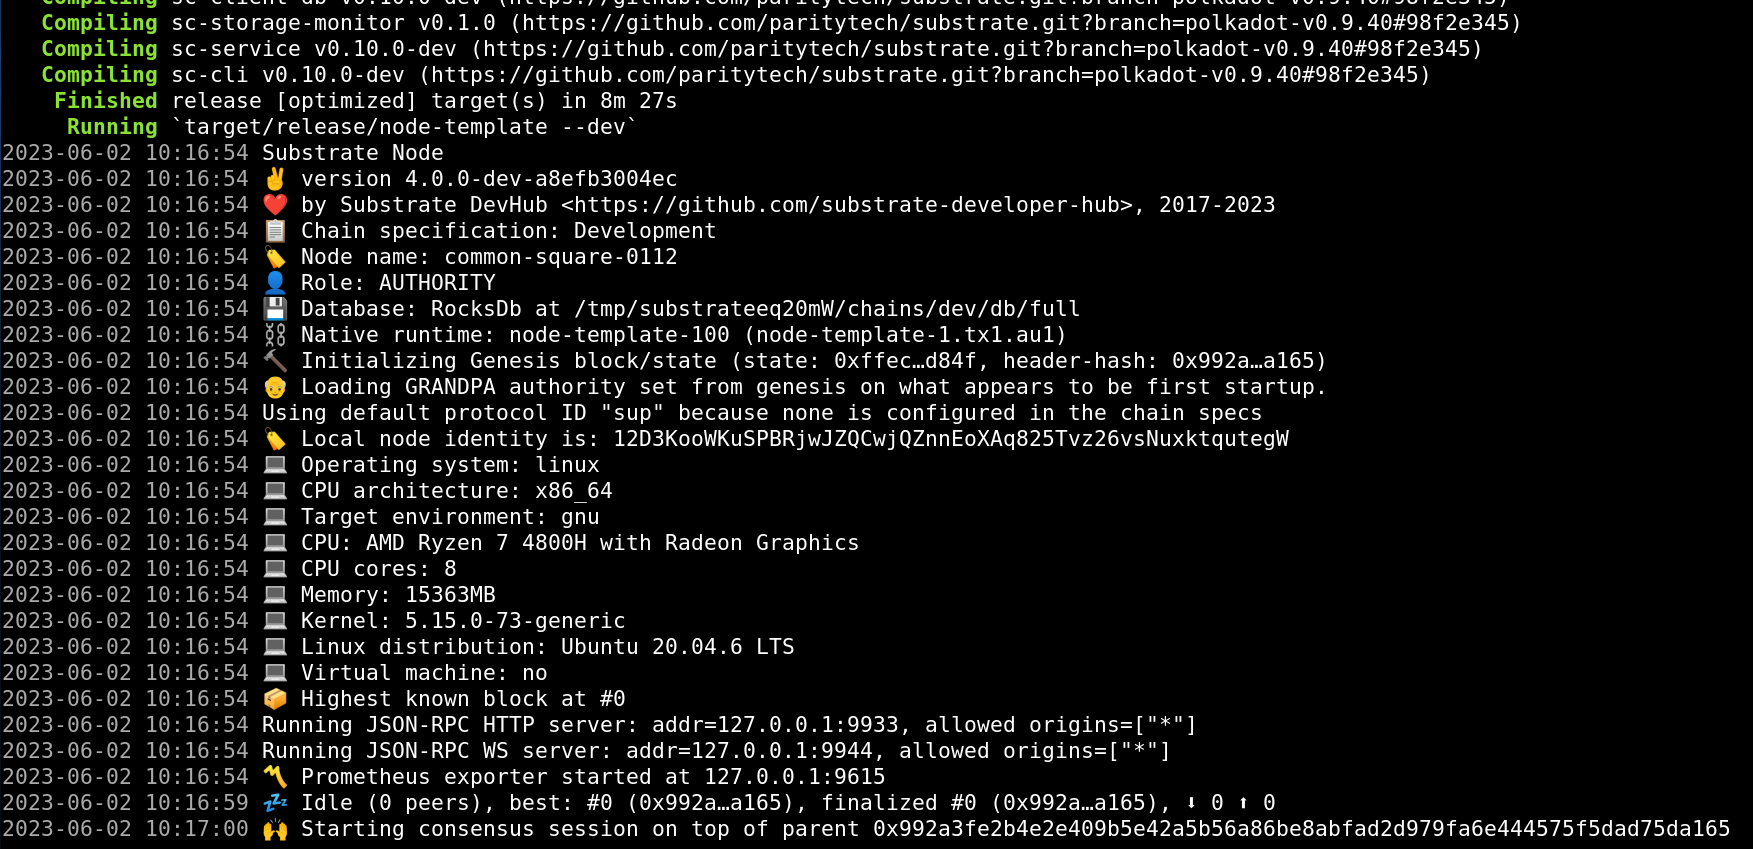 Compiling sc-client-db v0.10.0-dev (https://github.com/paritytech/substrate.git?branch=polkadot-v0.9.40#98f2e345)
Compiling sc-storage-monitor v0.1.0 (https://github.com/paritytech/substrate.git?branch=polkadot-v0.9.40#98f2e345)
Compiling sc-service v0.10.0-dev (https://github.com/paritytech/substrate.git?branch=polkadot-v0.9.40#98f2e345)
Compiling sc-cli v0.10.0-dev (https://github.com/paritytech/substrate.git?branch=polkadot-v0.9.40#98f2e345)
Finished release [optimized] target(s) in 8m 27s
Running `target/release/node-template --dev`
2023-06-02 10:16:54 Substrate Node
2023-06-02 10:16:54 ✌️ version 4.0.0-dev-a8efb3004ec
2023-06-02 10:16:54 ❤️ by Substrate DevHub <https://github.com/substrate-developer-hub>, 2017-2023
2023-06-02 10:16:54 📋 Chain specification: Development
2023-06-02 10:16:54 🏷 Node name: common-square-0112
2023-06-02 10:16:54 👤 Role: AUTHORITY
2023-06-02 10:16:54 💾 Database: RocksDb at /tmp/substrateeq20mW/chains/dev/db/full
2023-06-02 10:16:54 ⛓ Native runtime: node-template-100 (node-template-1.tx1.au1)
2023-06-02 10:16:54 🔨 Initializing Genesis block/state (state: 0xffec…d84f, header-hash: 0x992a…a165)
2023-06-02 10:16:54 👴 Loading GRANDPA authority set from genesis on what appears to be first startup.
2023-06-02 10:16:54 Using default protocol ID "sup" because none is configured in the chain specs
2023-06-02 10:16:54 🏷 Local node identity is: 12D3KooWKuSPBRjwJZQCwjQZnnEoXAq825Tvz26vsNuxktqutegW
2023-06-02 10:16:54 💻 Operating system: linux
2023-06-02 10:16:54 💻 CPU architecture: x86_64
2023-06-02 10:16:54 💻 Target environment: gnu
2023-06-02 10:16:54 💻 CPU: AMD Ryzen 7 4800H with Radeon Graphics
2023-06-02 10:16:54 💻 CPU cores: 8
2023-06-02 10:16:54 💻 Memory: 15363MB
2023-06-02 10:16:54 💻 Kernel: 5.15.0-73-generic
2023-06-02 10:16:54 💻 Linux distribution: Ubuntu 20.04.6 LTS
2023-06-02 10:16:54 💻 Virtual machine: no
2023-06-02 10:16:54 📦 Highest known block at #0
2023-06-02 10:16:54 Running JSON-RPC HTTP server: addr=127.0.0.1:9933, allowed origins=["*"]
2023-06-02 10:16:54 Running JSON-RPC WS server: addr=127.0.0.1:9944, allowed origins=["*"]
2023-06-02 10:16:54 〽️ Prometheus exporter started at 127.0.0.1:9615
2023-06-02 10:16:59 💤 Idle (0 peers), best: #0 (0x992a…a165), finalized #0 (0x992a…a165), ⬇ 0 ⬆ 0
2023-06-02 10:17:00 🙌 Starting consensus session on top of parent 0x992a3fe2b4e2e409b5e42a5b56a86be8abfad2d979fa6e444575f5dad75da165